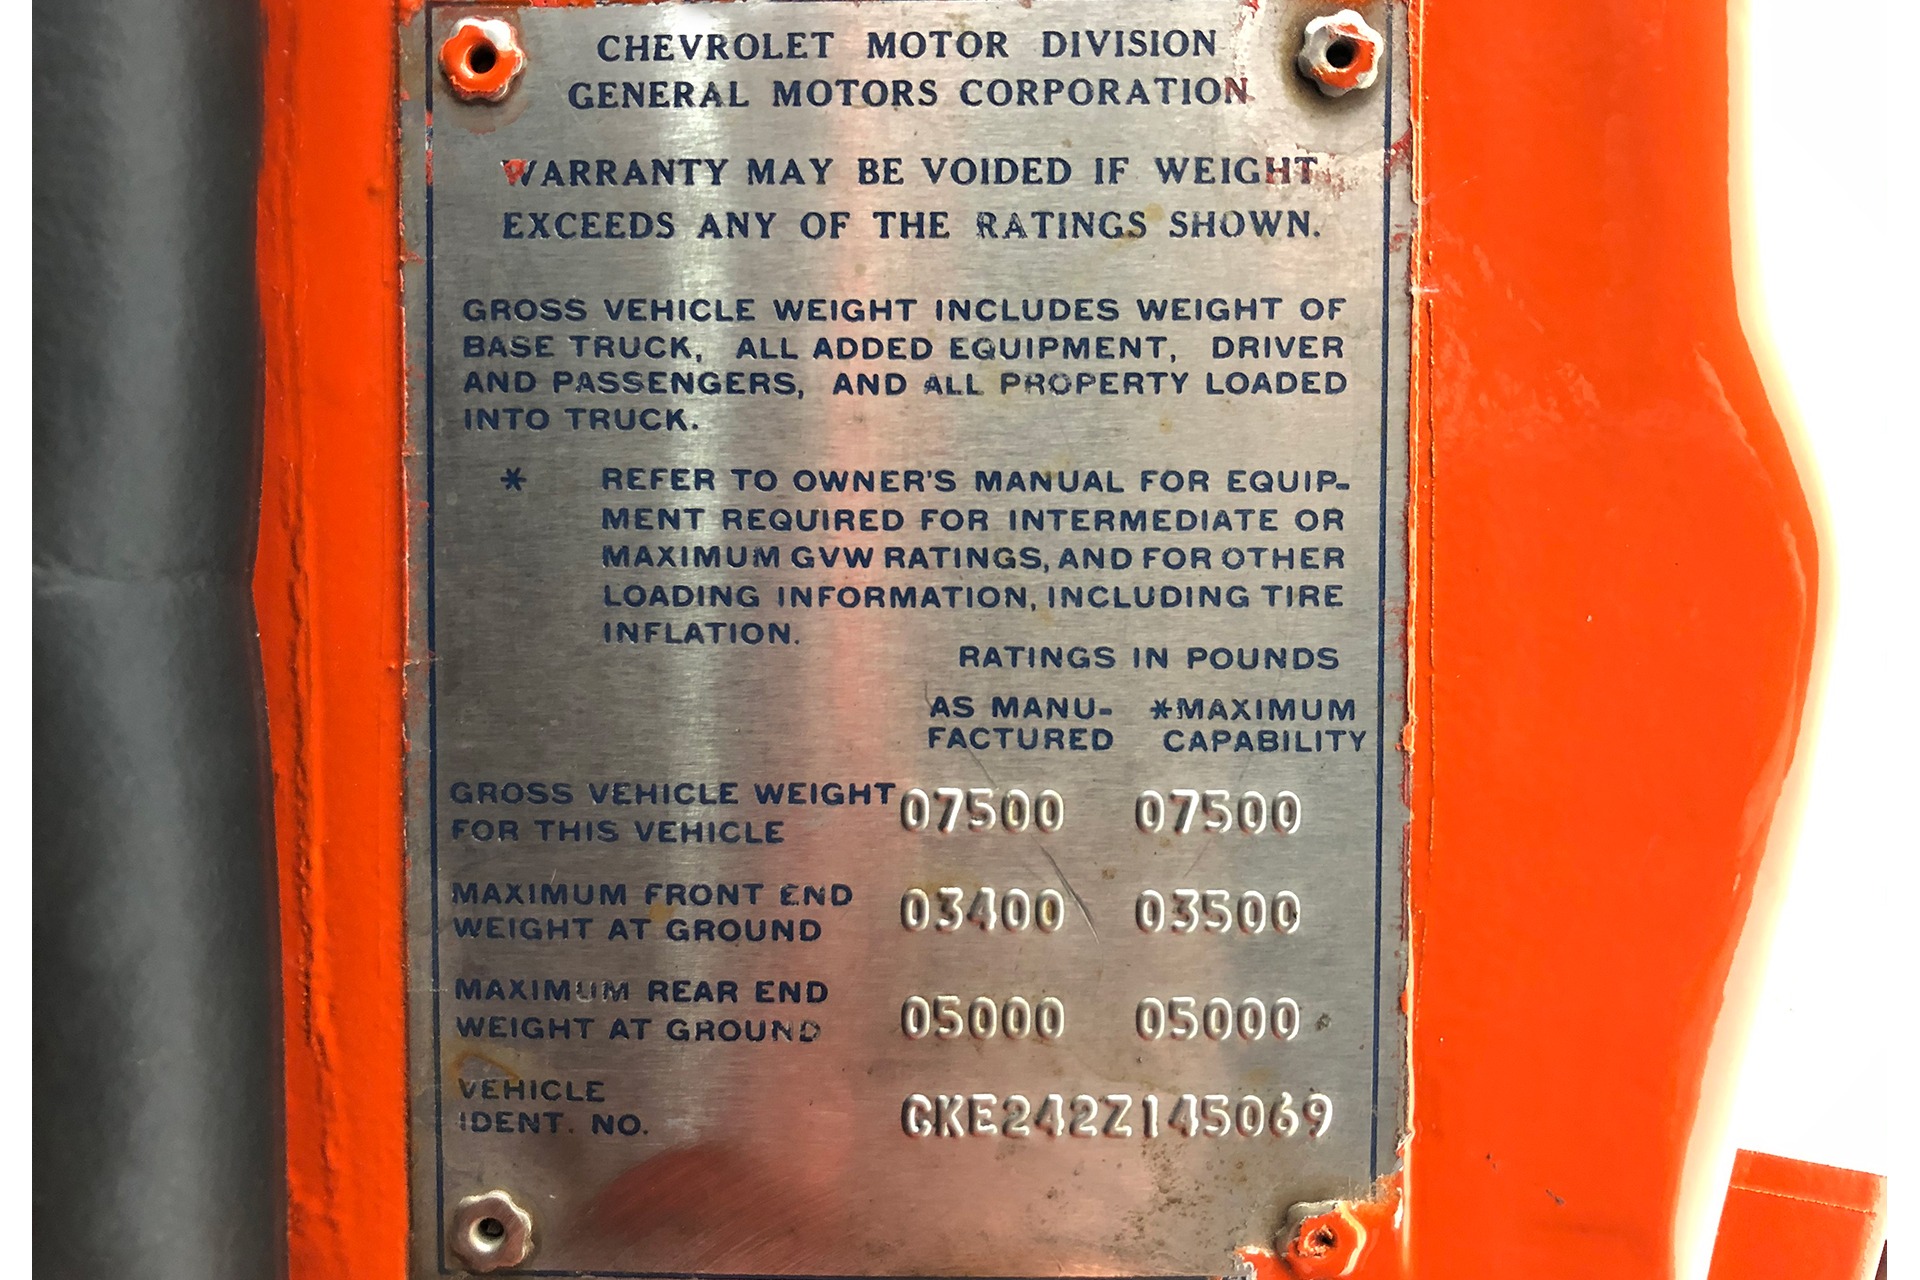 CHEVROLET MOTOR DIVISION
GENERAL MOTORS CORPORATION
WARRANTY MAY BE VOIDED IF WEIGHT
EXCEEDS ANY OF THE RATINGS SHOWN.
GROSS VEHICLE WEIGHT INCLUDES WEIGHT OF
BASE TRUCK, ALL ADDED EQUIPMENT, DRIVER
AND PASSENGERS, AND ALL PROPERTY LOADED
INTO TRUCK.
* REFER TO OWNER'S MANUAL FOR EQUIP-
MENT REQUIRED FOR INTERMEDIATE OR
MAXIMUM GVW RATINGS, AND FOR OTHER
LOADING INFORMATION, INCLUDING TIRE
INFLATION.
RATINGS IN POUNDS
AS MANU- *MAXIMUM
FACTURED CAPABILITY
GROSS VEHICLE WEIGHT
FOR THIS VEHICLE 07500 07500
MAXIMUM FRONT END
WEIGHT AT GROUND 03400 03500
MAXIMUM REAR END
WEIGHT AT GROUND 05000 05000
VEHICLE
IDENT. NO. CKE242Z145069